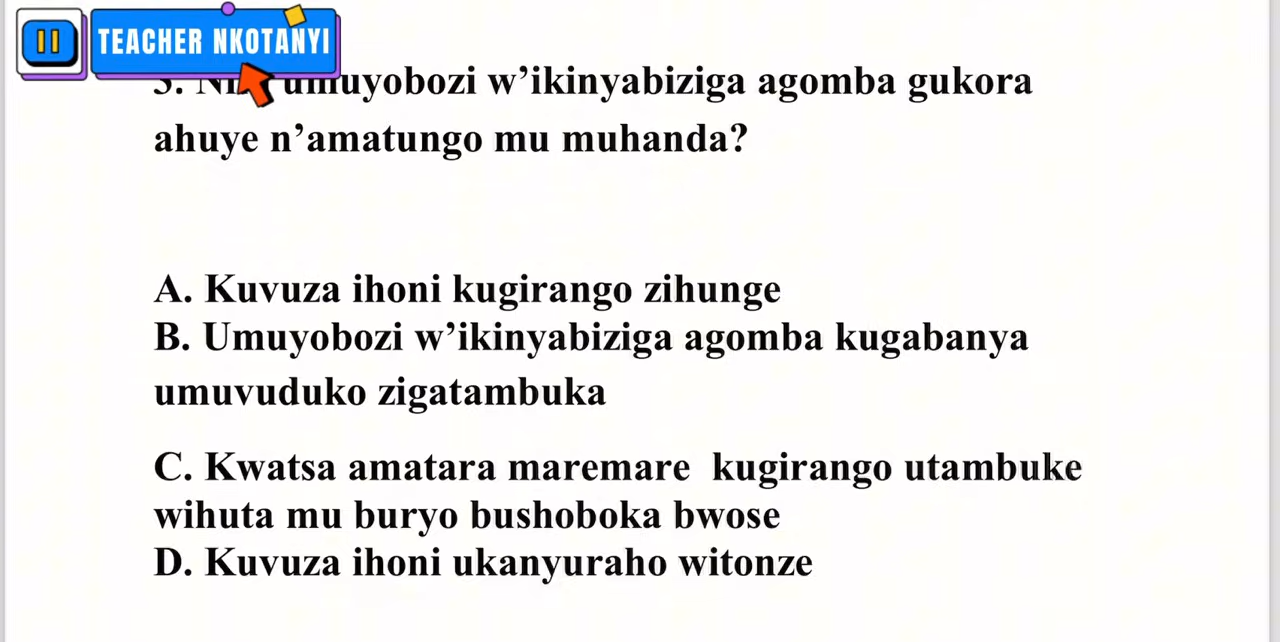 TEACHER NKOTANYI
umuyobozi w’ikinyabiziga agomba gukora
ahuye n’amatungo mu muhanda?
A. Kuvuza ihoni kugirango zihunge
B. Umuyobozi w’ikinyabiziga agomba kugabanya
umuvuduko zigatambuka
C. Kwatsa amatara maremare kugirango utambuke
wihuta mu buryo bushoboka bwose
D. Kuvuza ihoni ukanyuraho witonze